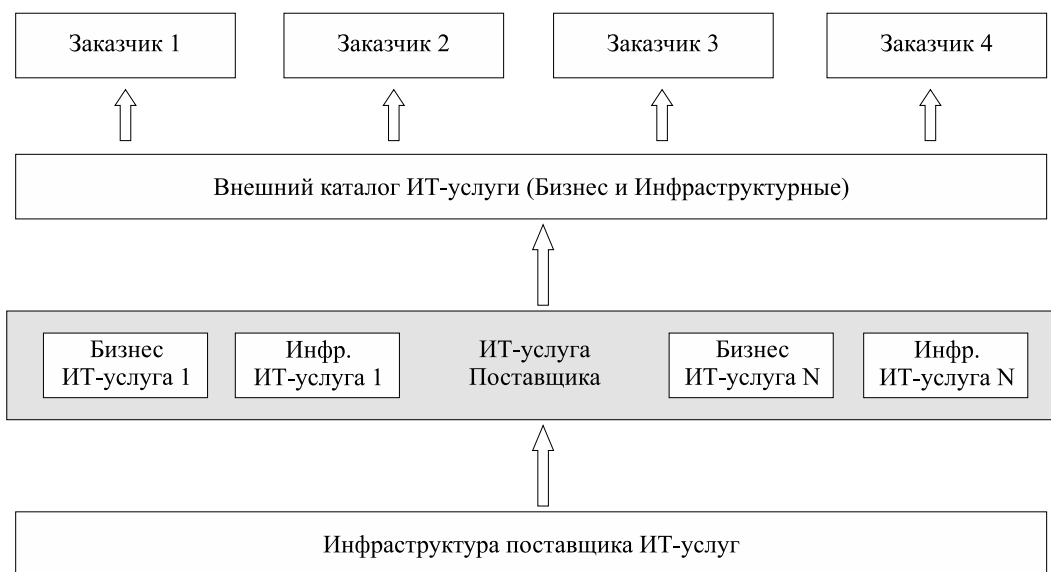 Заказчик 1
Заказчик 2
Заказчик 3
Заказчик 4
Внешний каталог ИТ-услуги (Бизнес и Инфраструктурные)
Бизнес
ИТ-услуга 1
Инфр.
ИТ-услуга 1
ИТ-услуга
Поставщика
Бизнес
ИТ-услуга N
Инфр.
ИТ-услуга N
Инфраструктура поставщика ИТ-услуг